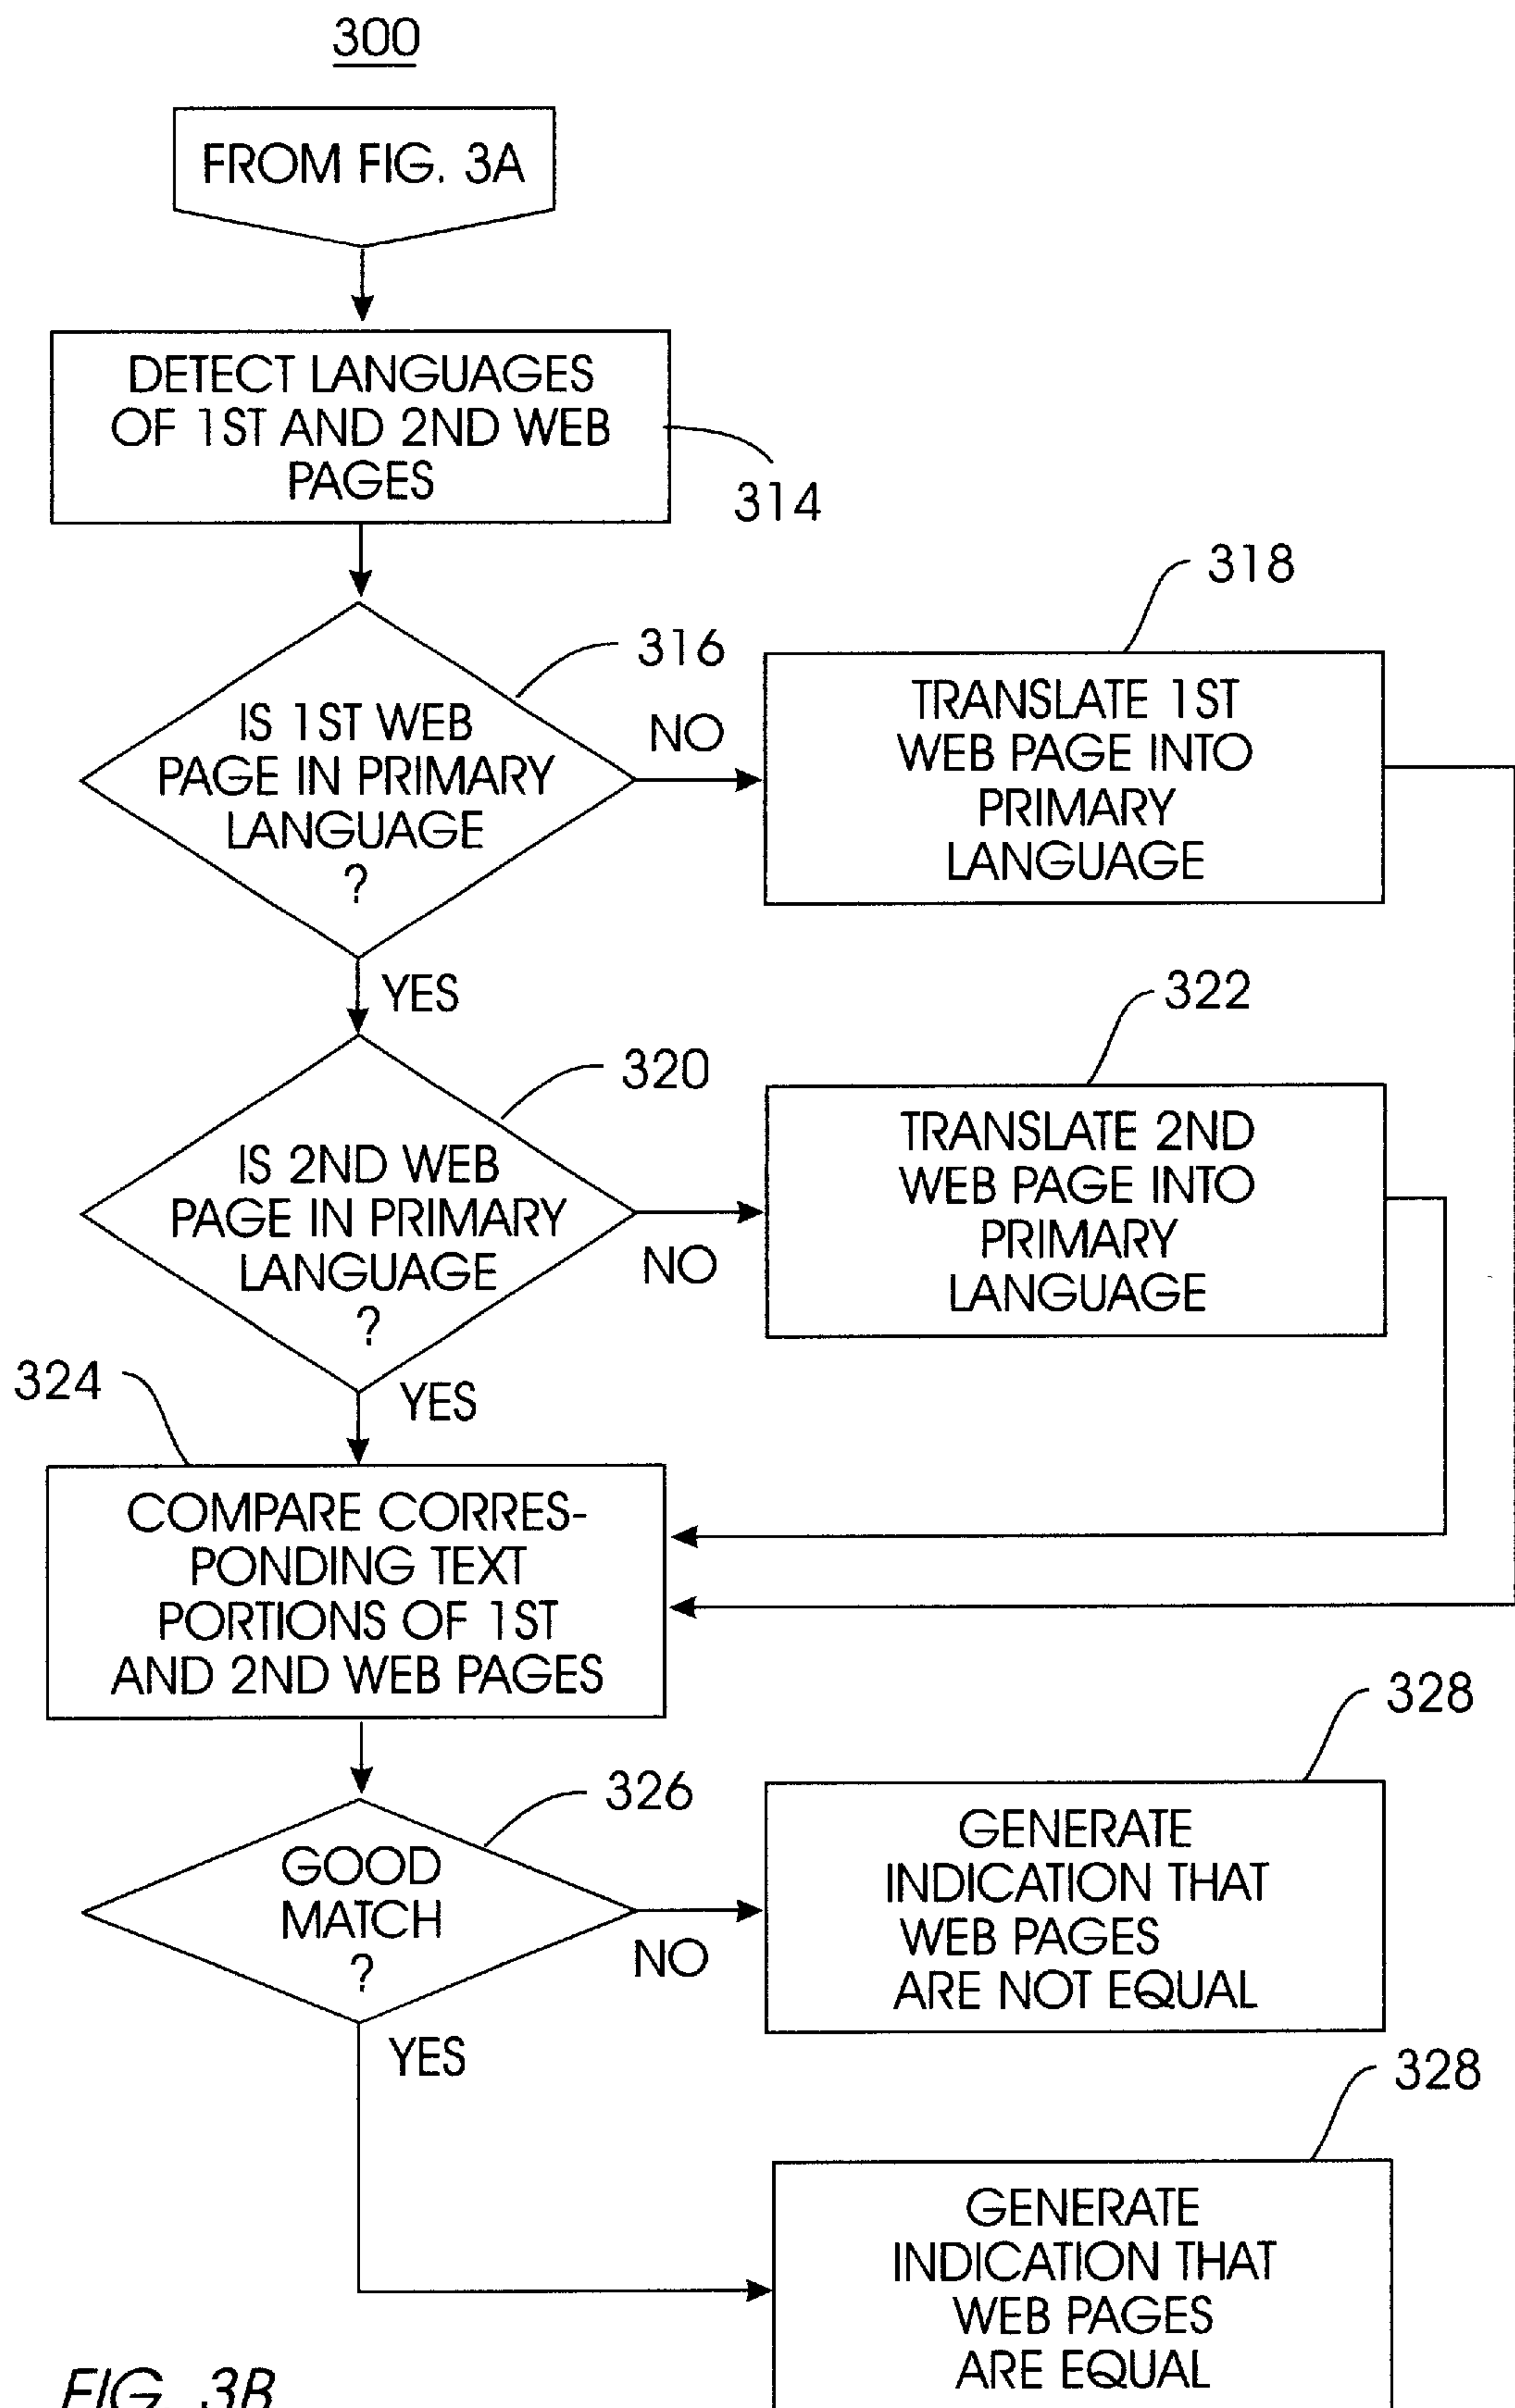 300
FROM FIG. 3A
DETECT LANGUAGES
OF 1ST AND 2ND WEB
PAGES
314
316
IS 1ST WEB
PAGE IN PRIMARY
LANGUAGE
?
NO
318
TRANSLATE 1ST
WEB PAGE INTO
PRIMARY
LANGUAGE
YES
320
IS 2ND WEB
PAGE IN PRIMARY
LANGUAGE
?
NO
322
TRANSLATE 2ND
WEB PAGE INTO
PRIMARY
LANGUAGE
YES
324
COMPARE CORRES-
PONDING TEXT
PORTIONS OF 1ST
AND 2ND WEB PAGES
326
GOOD
MATCH
?
NO
328
GENERATE
INDICATION THAT
WEB PAGES
ARE NOT EQUAL
YES
328
GENERATE
INDICATION THAT
WEB PAGES
ARE EQUAL
FIG. 3B